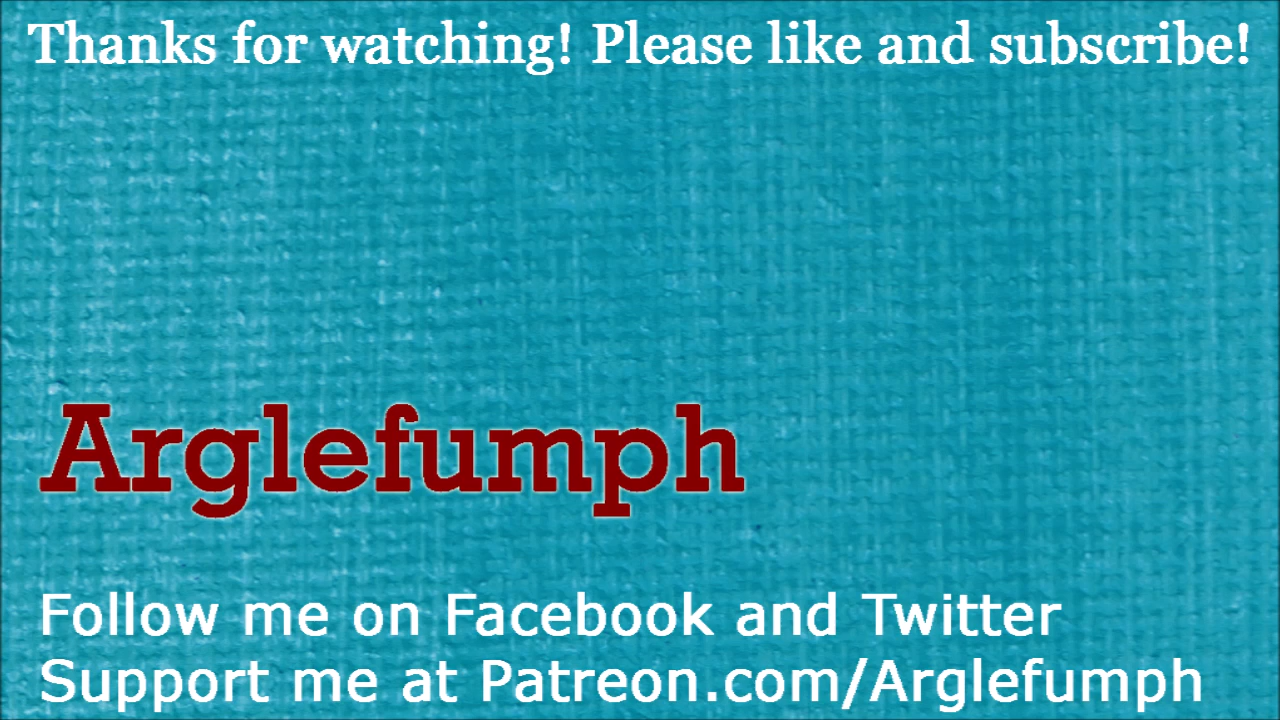 Thanks for watching! Please like and subscribe!
Arglefumph
Follow me on Facebook and Twitter
Support me at Patreon.com/Arglefumph